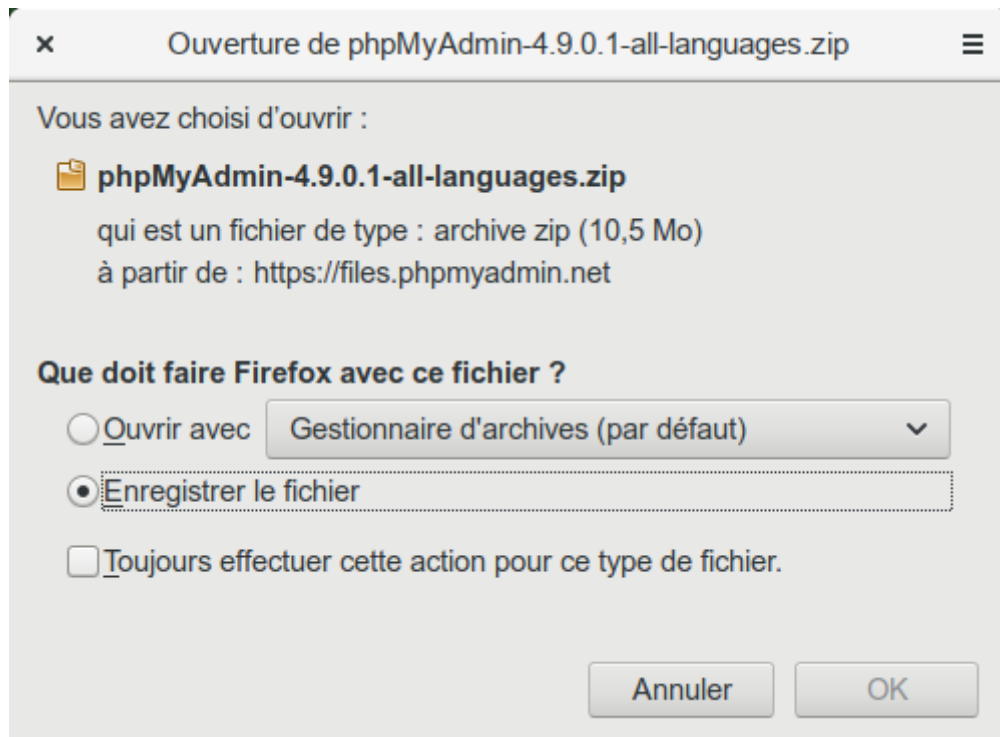 Ouverture de phpMyAdmin-4.9.0.1-all-languages.zip
Vous avez choisi d’ouvrir :
phpMyAdmin-4.9.0.1-all-languages.zip
qui est un fichier de type : archive zip (10,5 Mo)
à partir de : https://files.phpmyadmin.net
Que doit faire Firefox avec ce fichier ?
Ouvrir avec Gestionnaire d'archives (par défaut)
Enregistrer le fichier
Toujours effectuer cette action pour ce type de fichier.
Annuler OK